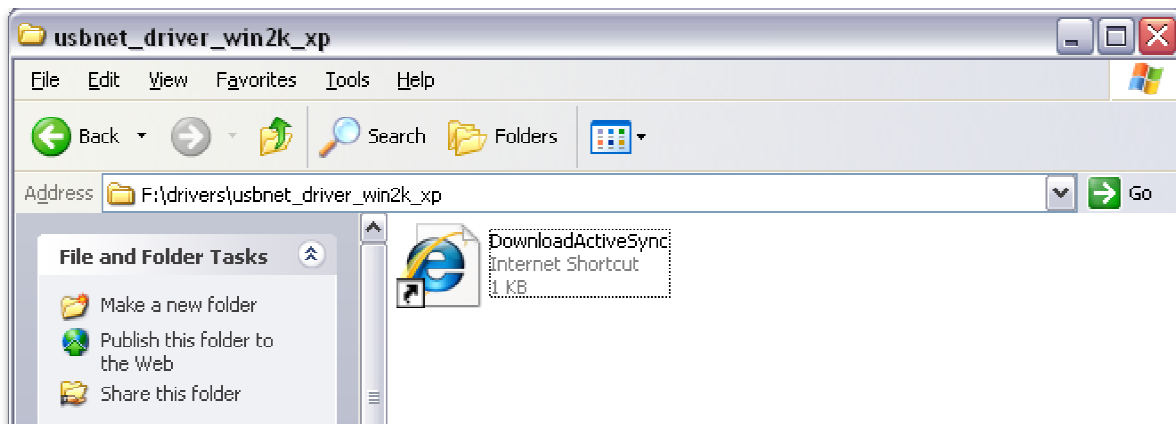 usbnet_driver_win2k_xp
File Edit View Favorites Tools Help
Back Search Folders
Address F:\drivers\usbnet_driver_win2k_xp Go
File and Folder Tasks
Make a new folder
Publish this folder to
the Web
Share this folder
DownloadActiveSync
Internet Shortcut
1 KB